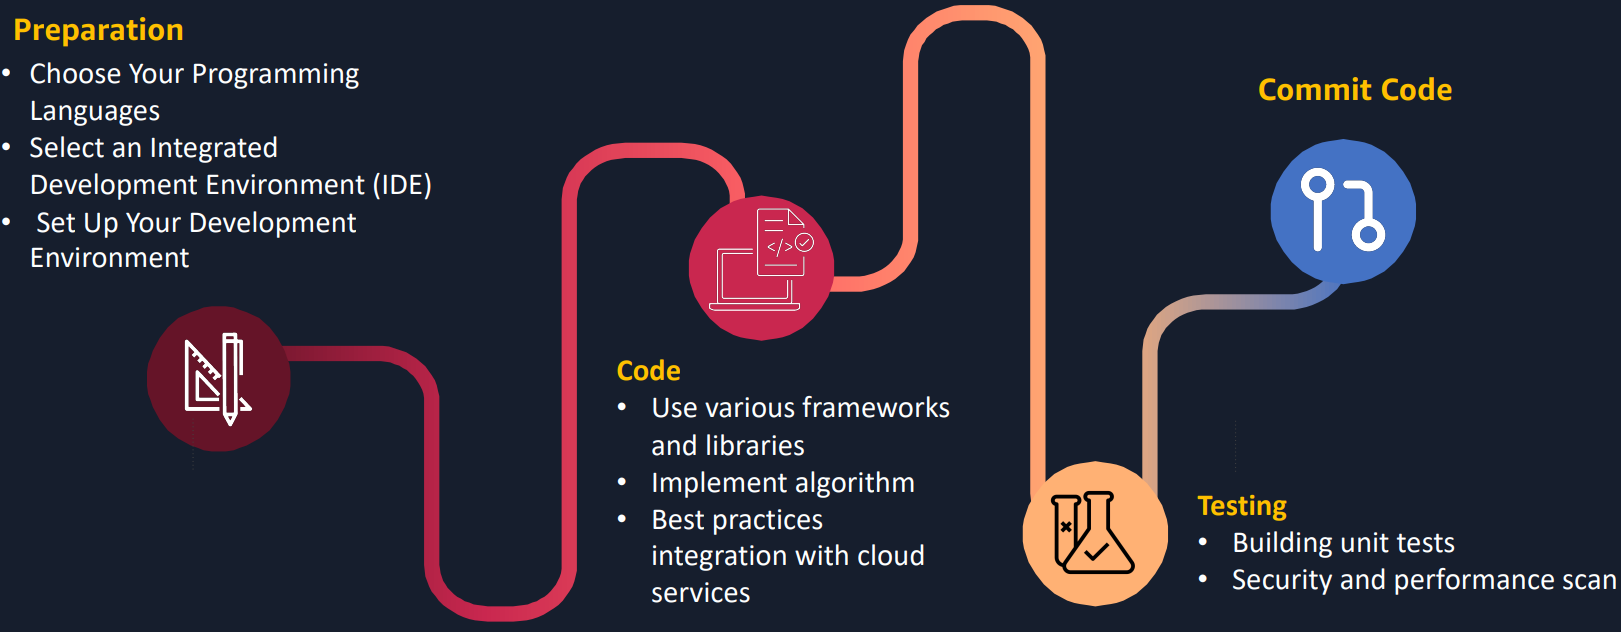 Preparation
• Choose Your Programming
Languages
• Select an Integrated
Development Environment (IDE)
• Set Up Your Development
Environment
</>
Code
• Use various frameworks
and libraries
• Implement algorithm
• Best practices
integration with cloud
services
Testing
• Building unit tests
• Security and performance scan
Commit Code